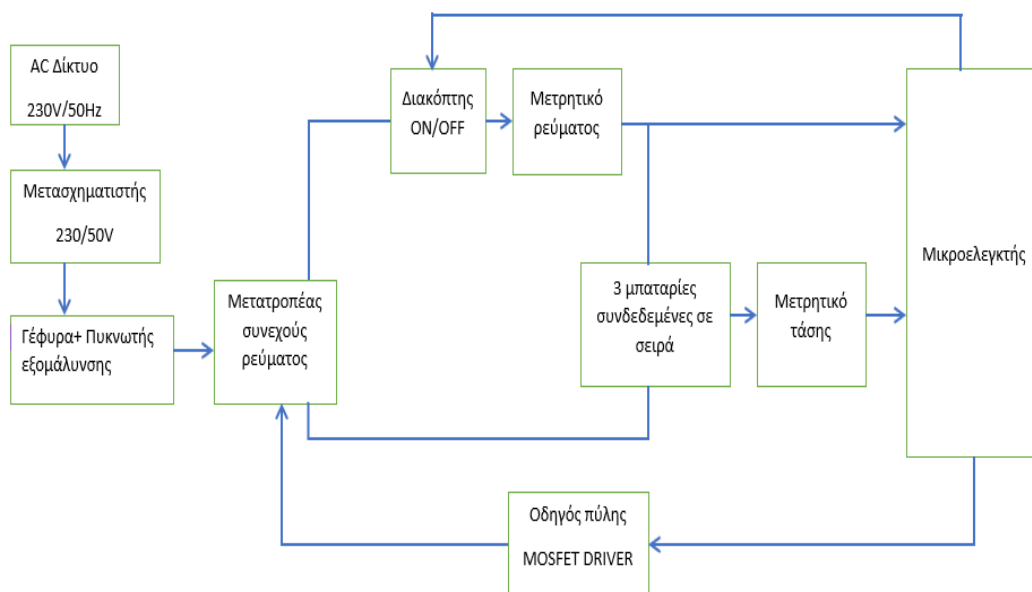 AC Δίκτυο
230V/50Hz
Μετασχηματιστής
230/50V
Γέφυρα+ Πυκνωτής
εξομάλυνσης
Μετατροπέας
συνεχούς
ρεύματος
Διακόπτης
ON/OFF
Μετρητικό
ρεύματος
3 μπαταρίες
συνδεδεμένες σε
σειρά
Μετρητικό
τάσης
Μικροελεγκτής
Οδηγός πύλης
MOSFET DRIVER